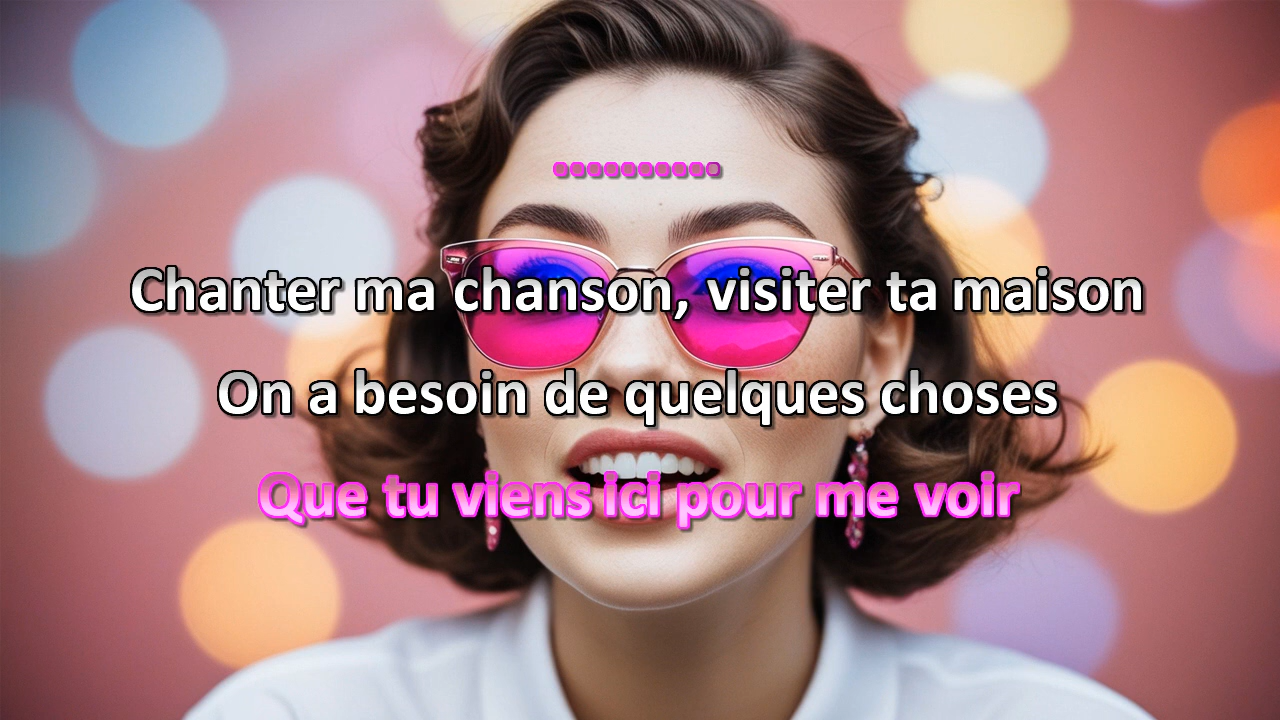 ..........
Chanter ma chanson, visiter ta maison
On a besoin de quelques choses
Que tu viens ici pour me voir